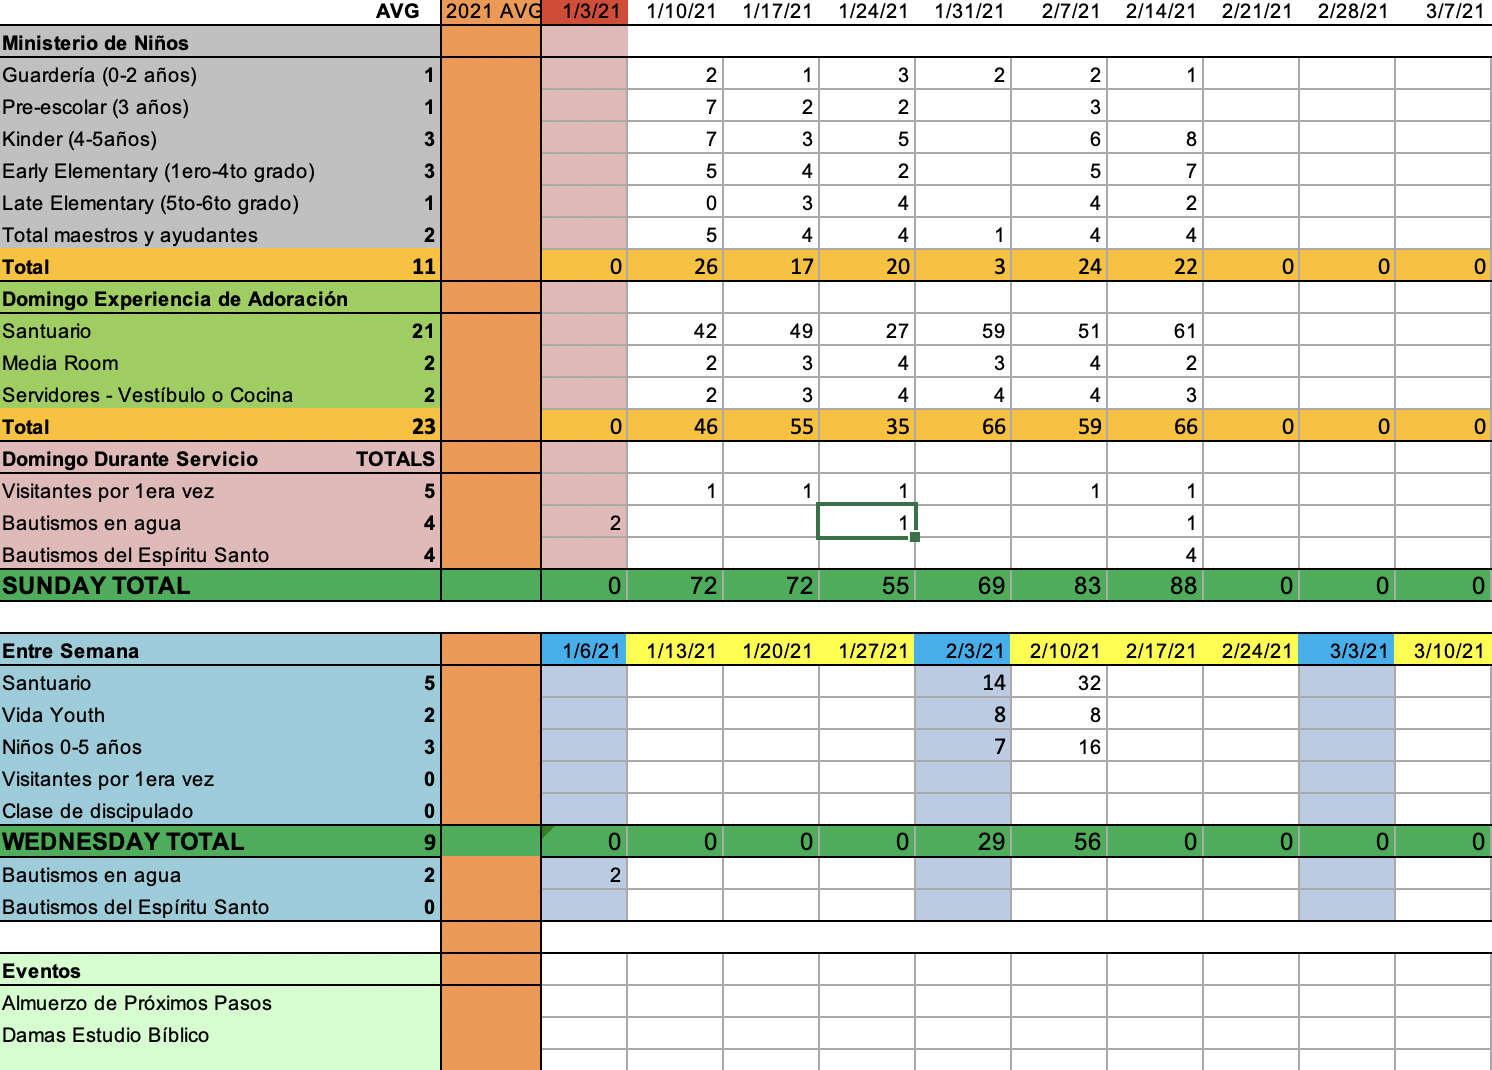 AVG 2021 AVG 1/3/21 1/10/21 1/17/21 1/24/21 1/31/21 2/7/21 2/14/21 2/21/21 2/28/21 3/7/21
Ministerio de Niños
Guardería (0-2 años) 1 2 1 3 2 2 1
Pre-escolar (3 años) 1 7 2 2 3
Kinder (4-5años) 3 7 3 5 6 8
Early Elementary (1ero-4to grado) 3 5 4 2 5 7
Late Elementary (5to-6to grado) 1 0 3 4 4 2
Total maestros y ayudantes 2 5 4 4 1 4 4
Total 11 0 26 17 20 3 24 22 0 0 0
Domingo Experiencia de Adoración
Santuario 21 42 49 27 59 51 61
Media Room 2 2 3 4 3 4 2
Servidores - Vestíbulo o Cocina 2 2 3 4 4 4 3
Total 23 0 46 55 35 66 59 66 0 0 0
Domingo Durante Servicio TOTALS
Visitantes por 1era vez 5 1 1 1 1 1
Bautismos en agua 4 2 1 1
Bautismos del Espíritu Santo 4 4
SUNDAY TOTAL 0 72 72 55 69 83 88 0 0 0
Entre Semana 1/6/21 1/13/21 1/20/21 1/27/21 2/3/21 2/10/21 2/17/21 2/24/21 3/3/21 3/10/21
Santuario 5 14 32
Vida Youth 2 8 8
Niños 0-5 años 3 7 16
Visitantes por 1era vez 0
Clase de discipulado 0
WEDNESDAY TOTAL 9 0 0 0 0 29 56 0 0 0 0
Bautismos en agua 2 2
Bautismos del Espíritu Santo 0
Eventos
Almuerzo de Próximos Pasos
Damas Estudio Bíblico